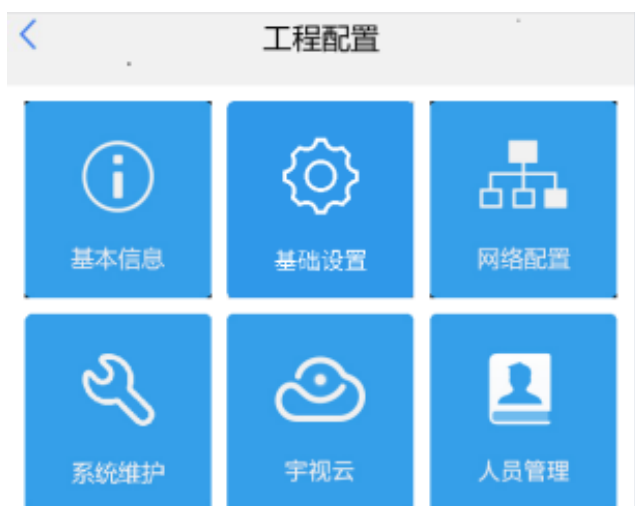 工程配置
基本信息
基础设置
网络配置
系统维护
宇视云
人员管理